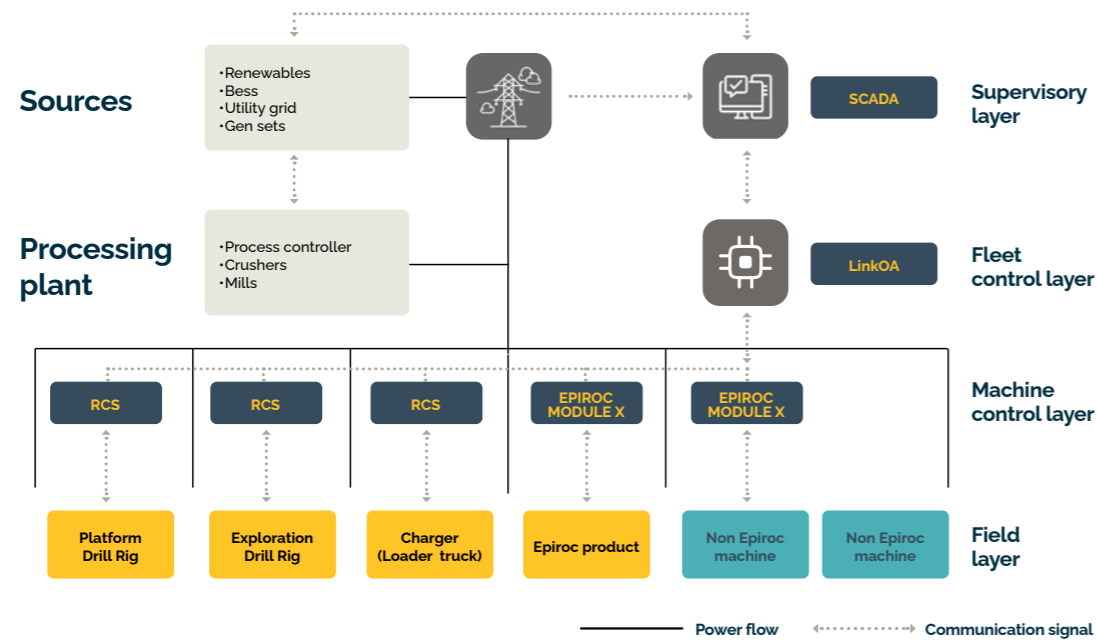 Sources
•Renewables
•Bess
•Utility grid
•Gen sets
SCADA
Supervisory
layer
Processing
plant
•Process controller
•Crushers
•Mills
LinkOA
Fleet
control layer
RCS
RCS
RCS
EPIROC
MODULE X
EPIROC
MODULE X
Machine
control layer
Platform
Drill Rig
Exploration
Drill Rig
Charger
(Loader truck)
Epiroc product
Non Epiroc
machine
Non Epiroc
machine
Field
layer
Power flow
Communication signal